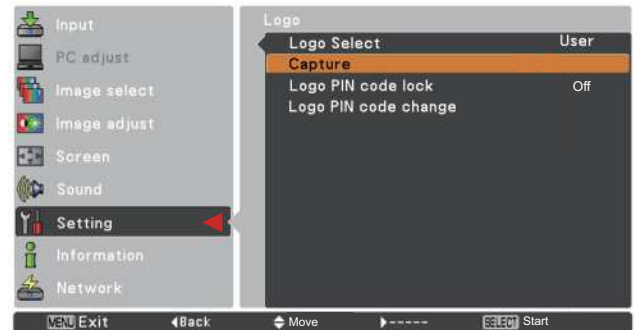 Input
PC adjust
Image select
Image adjust
Screen
Sound
Setting
Information
Network
Logo
Logo Select User
Capture
Logo PIN code lock Off
Logo PIN code change
MENU Exit Back Move ----- SELECT Start